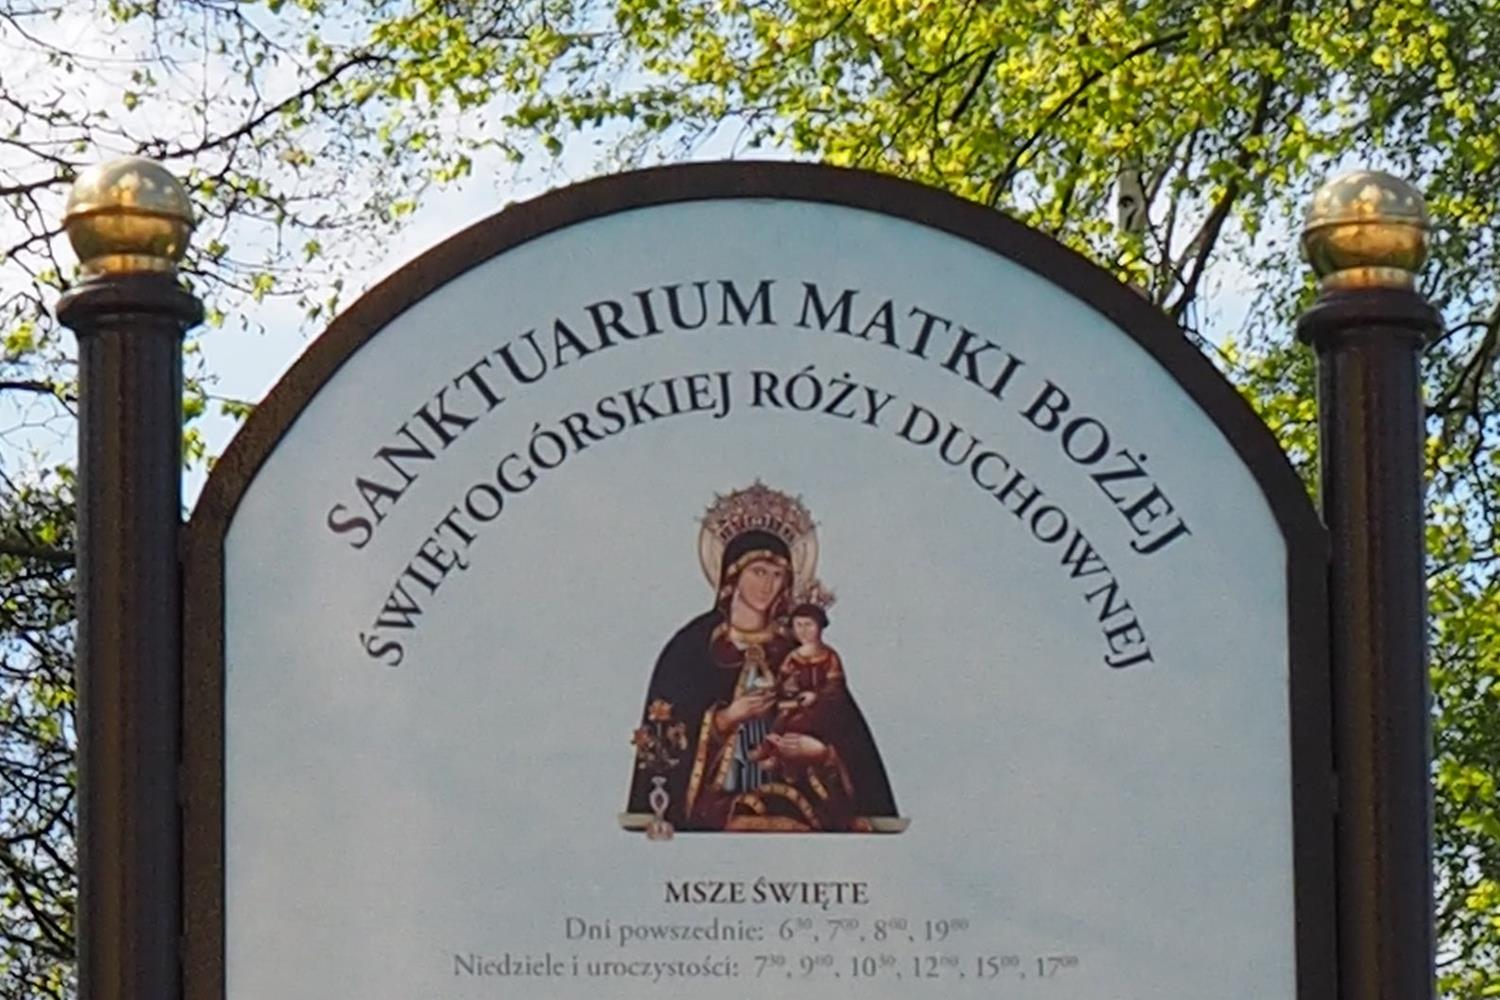 SANKTUARIUM MATKI BOŻEJ
ŚWIĘTOGÓRSKIEJ RÓŻY DUCHOWNEJ
MSZE ŚWIĘTE
Dni powszednie: 6³⁰, 7⁰⁰, 8⁰⁰, 19⁰⁰
Niedziele i uroczystości: 7³⁰, 9⁰⁰, 10³⁰, 12⁰⁰, 15⁰⁰, 17⁰⁰